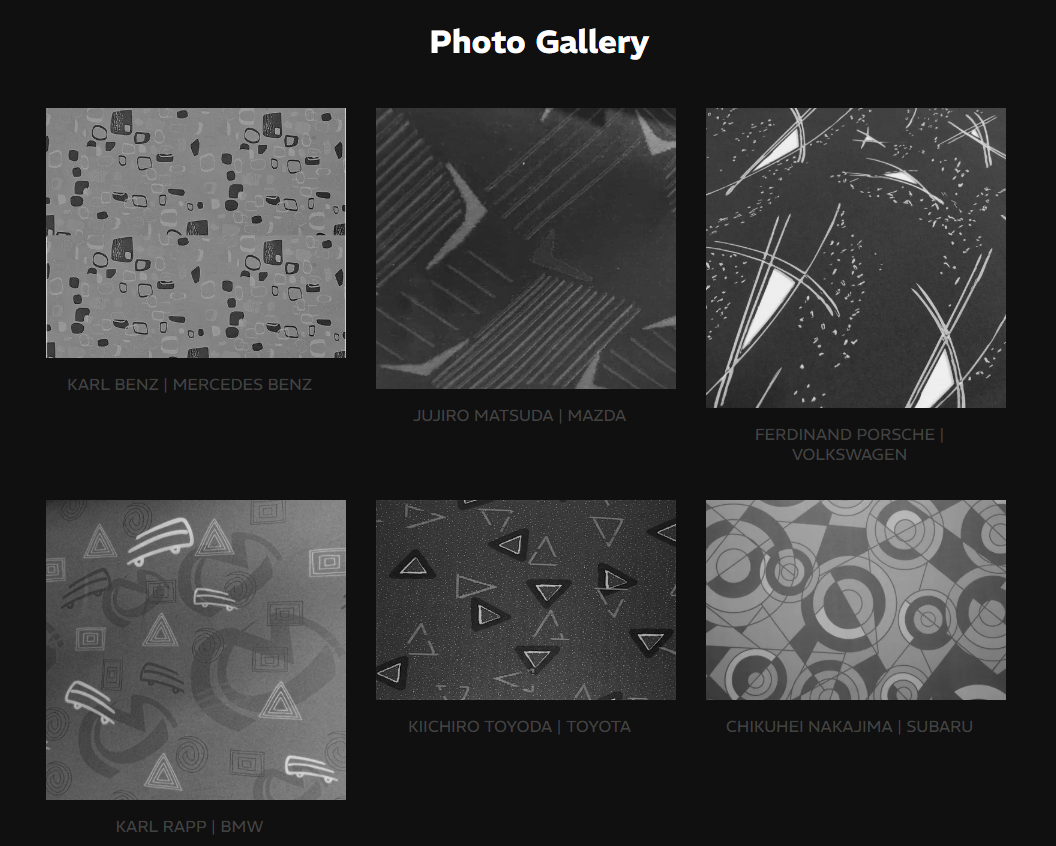 Photo Gallery
KARL BENZ | MERCEDES BENZ
JUJIRO MATSUDA | MAZDA
FERDINAND PORSCHE |
VOLKSWAGEN
KARL RAPP | BMW
KIICHIRO TOYODA | TOYOTA
CHIKUHEI NAKAJIMA | SUBARU